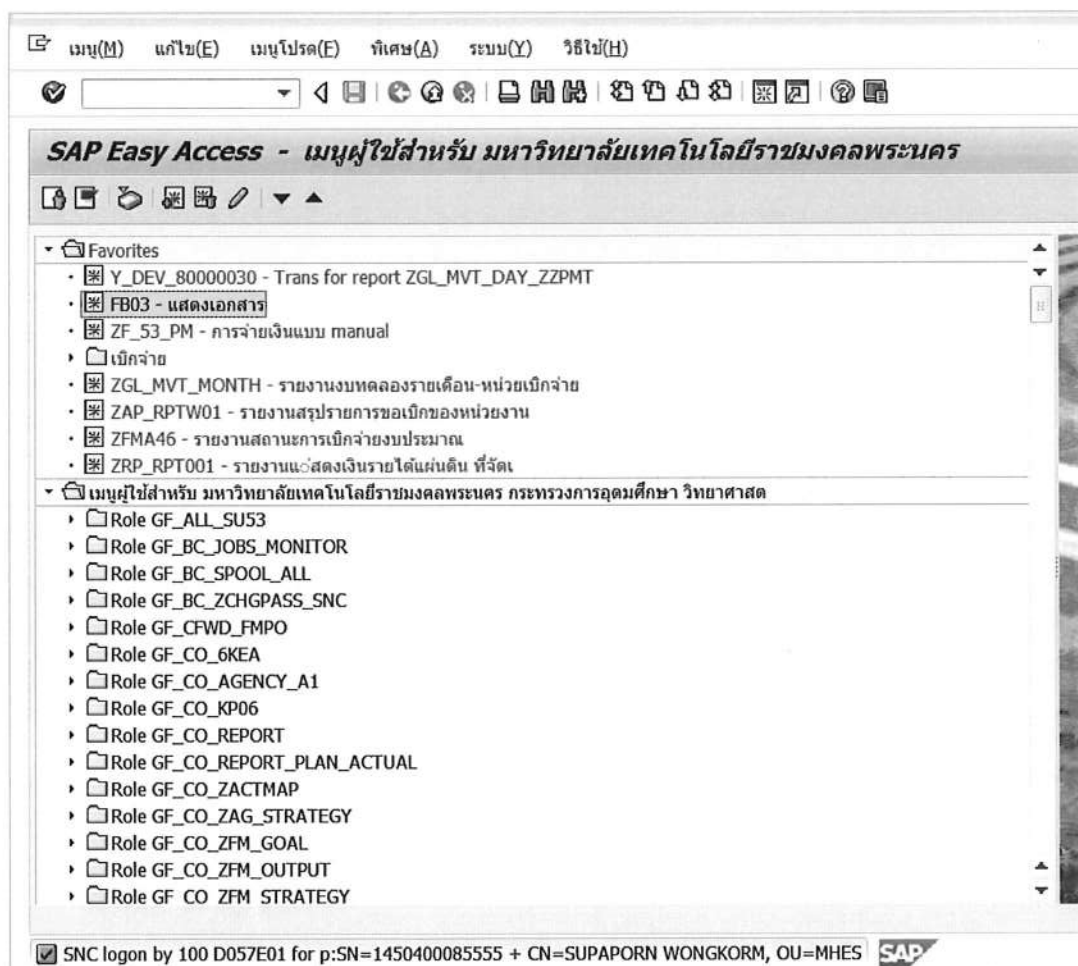 เมนู(M) แก้ไข(E) เมนูโปรด(F) พิเศษ(A) ระบบ(Y) วิธีใช้(H)
SAP Easy Access - เมนูผู้ใช้สำหรับ มหาวิทยาลัยเทคโนโลยีราชมงคลพระนคร
Favorites
Y_DEV_80000030 - Trans for report ZGL_MVT_DAY_ZZPMT
FB03 - แสดงเอกสาร
ZF_53_PM - การจ่ายเงินแบบ manual
เบิกจ่าย
ZGL_MVT_MONTH - รายงานงบทดลองรายเดือน-หน่วยเบิกจ่าย
ZAP_RPTW01 - รายงานสรุปรายการขอเบิกของหน่วยงาน
ZFMA46 - รายงานสถานะการเบิกจ่ายงบประมาณ
ZRP_RPT001 - รายงานแ่สดงเงินรายได้แผ่นดิน ที่จัดเ
เมนูผู้ใช้สำหรับ มหาวิทยาลัยเทคโนโลยีราชมงคลพระนคร กระทรวงการอุดมศึกษา วิทยาศาสต
Role GF_ALL_SU53
Role GF_BC_JOBS_MONITOR
Role GF_BC_SPOOL_ALL
Role GF_BC_ZCHGPASS_SNC
Role GF_CFWD_FMPO
Role GF_CO_6KEA
Role GF_CO_AGENCY_A1
Role GF_CO_KP06
Role GF_CO_REPORT
Role GF_CO_REPORT_PLAN_ACTUAL
Role GF_CO_ZACTMAP
Role GF_CO_ZAG_STRATEGY
Role GF_CO_ZFM_GOAL
Role GF_CO_ZFM_OUTPUT
Role GF_CO_ZFM_STRATEGY
SNC logon by 100 D057E01 for p:SN=1450400085555 + CN=SUPAPORN WONGKORM, OU=MHES SAP